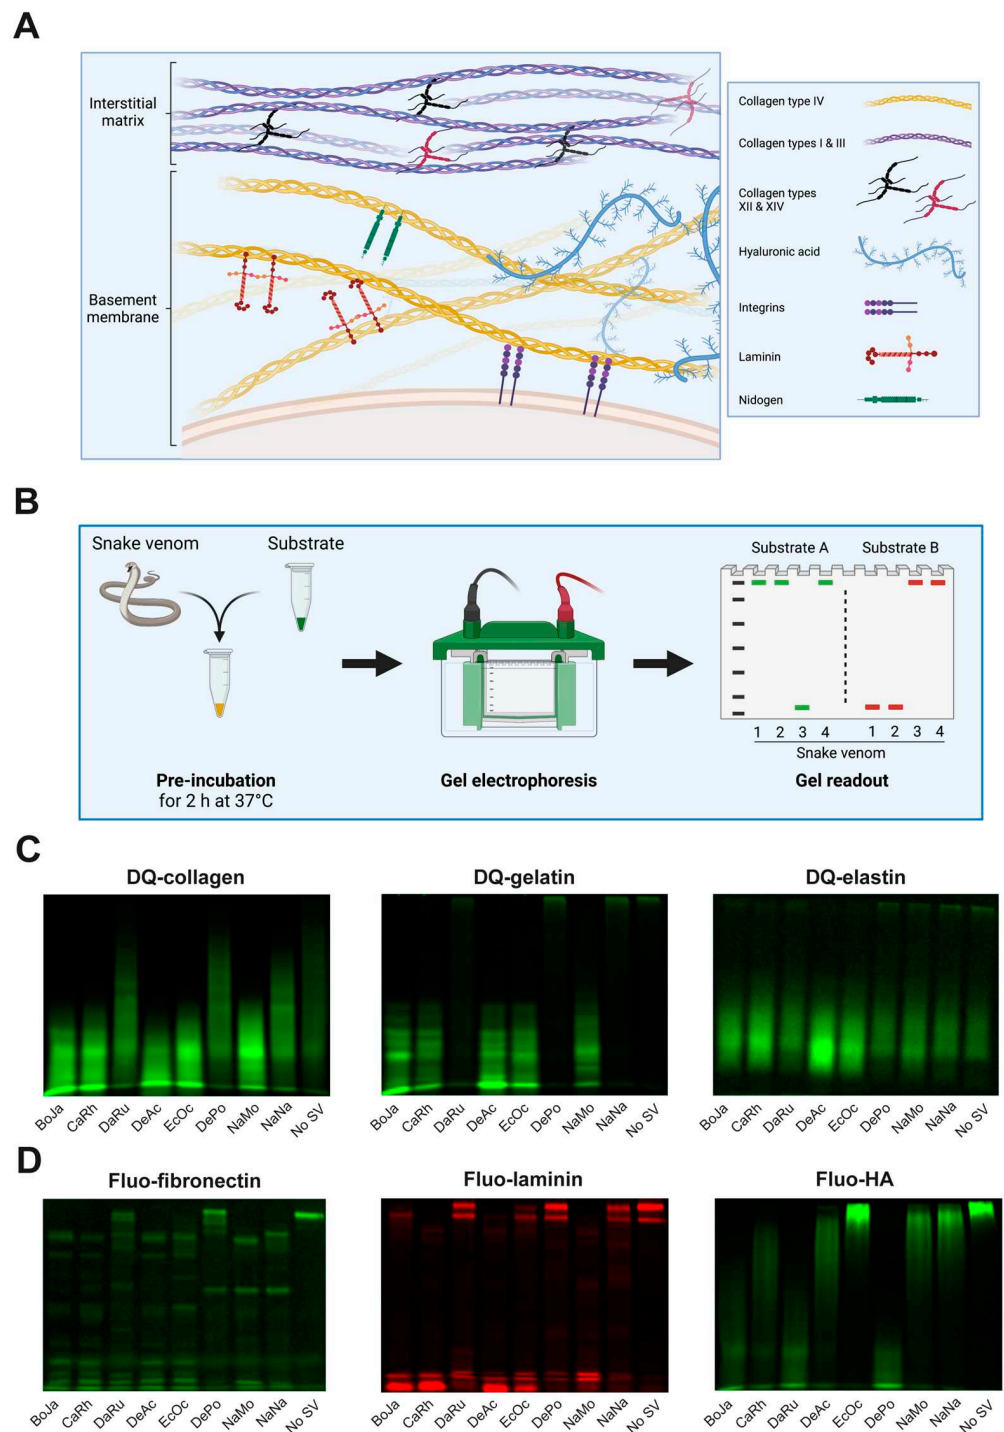 A
Interstitial
matrix
Basement
membrane
Collagen type IV
Collagen types I & III
Collagen types
XII & XIV
Hyaluronic acid
Integrins
Laminin
Nidogen
B
Snake venom
Substrate
Pre-incubation
for 2 h at 37°C
Gel electrophoresis
Substrate A
Substrate B
1 2 3 4 1 2 3 4
Snake venom
Gel readout
C
DQ-collagen
BoJa CaRh DaRu DeAc EcOc DePo NaMo NaNa No SV
DQ-gelatin
BoJa CaRh DaRu DeAc EcOc DePo NaMo NaNa No SV
DQ-elastin
BoJa CaRh DaRu DeAc EcOc DePo NaMo NaNa No SV
D
Fluo-fibronectin
BoJa CaRh DaRu DeAc EcOc DePo NaMo NaNa No SV
Fluo-laminin
BoJa CaRh DaRu DeAc EcOc DePo NaMo NaNa No SV
Fluo-HA
BoJa CaRh DaRu DeAc EcOc DePo NaMo NaNa No SV